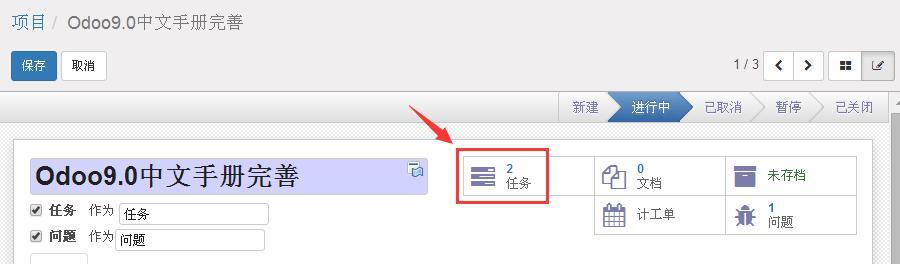 项目 / Odoo9.0中文手册完善
保存 取消 1 / 3
新建 进行中 已取消 暂停 已关闭
Odoo9.0中文手册完善
2 任务
0 文档
未存档
任务 作为 任务
计工单
1 问题
问题 作为 问题